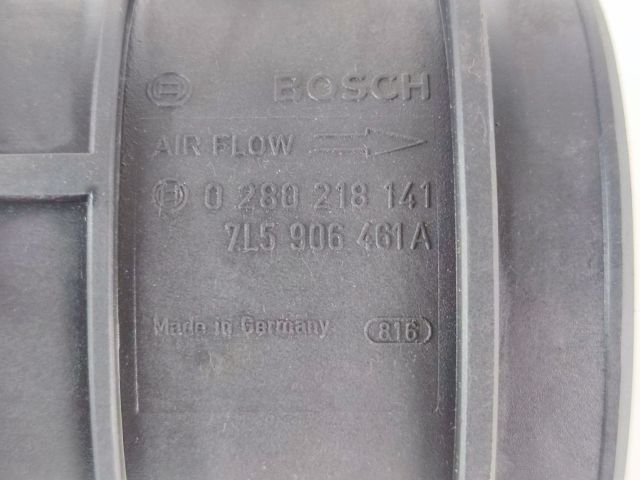 BOSCH
AIR FLOW
0 280 218 141
7L5 906 461A
Made in Germany
816